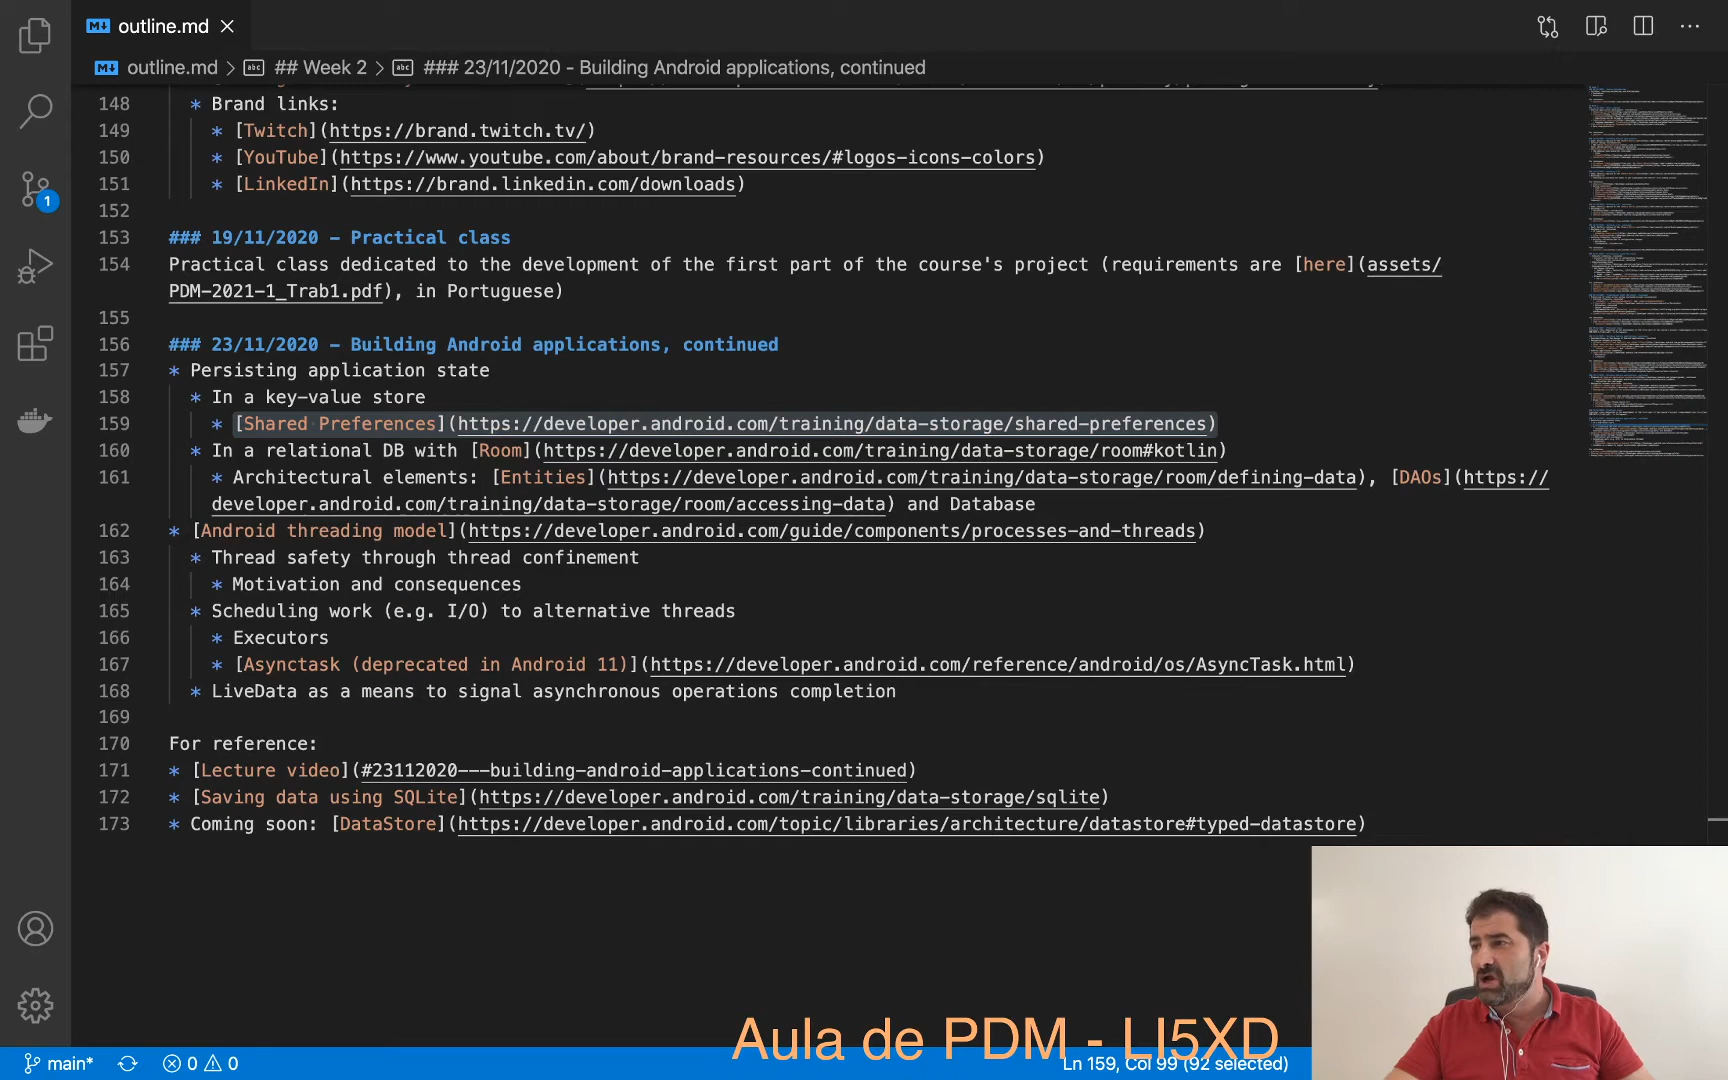 outline.md
outline.md > ## Week 2 > ### 23/11/2020 - Building Android applications, continued
148 * Brand links:
149 * [Twitch](https://brand.twitch.tv/)
150 * [YouTube](https://www.youtube.com/about/brand-resources/#logos-icons-colors)
151 * [LinkedIn](https://brand.linkedin.com/downloads)
152
153 ### 19/11/2020 - Practical class
154 Practical class dedicated to the development of the first part of the course's project (requirements are [here](assets/
PDM-2021-1_Trab1.pdf), in Portuguese)
155
156 ### 23/11/2020 - Building Android applications, continued
157 * Persisting application state
158 * In a key-value store
159 * [Shared Preferences](https://developer.android.com/training/data-storage/shared-preferences)
160 * In a relational DB with [Room](https://developer.android.com/training/data-storage/room#kotlin)
161 * Architectural elements: [Entities](https://developer.android.com/training/data-storage/room/defining-data), [DAOs](https://
developer.android.com/training/data-storage/room/accessing-data) and Database
162 * [Android threading model](https://developer.android.com/guide/components/processes-and-threads)
163 * Thread safety through thread confinement
164 * Motivation and consequences
165 * Scheduling work (e.g. I/O) to alternative threads
166 * Executors
167 * [Asynctask (deprecated in Android 11)](https://developer.android.com/reference/android/os/AsyncTask.html)
168 * LiveData as a means to signal asynchronous operations completion
169
170 For reference:
171 * [Lecture video](#23112020---building-android-applications-continued)
172 * [Saving data using SQLite](https://developer.android.com/training/data-storage/sqlite)
173 * Coming soon: [DataStore](https://developer.android.com/topic/libraries/architecture/datastore#typed-datastore)
1
Aula de PDM - LI5XD
main* 0 0 Ln 159, Col 99 (92 selected)